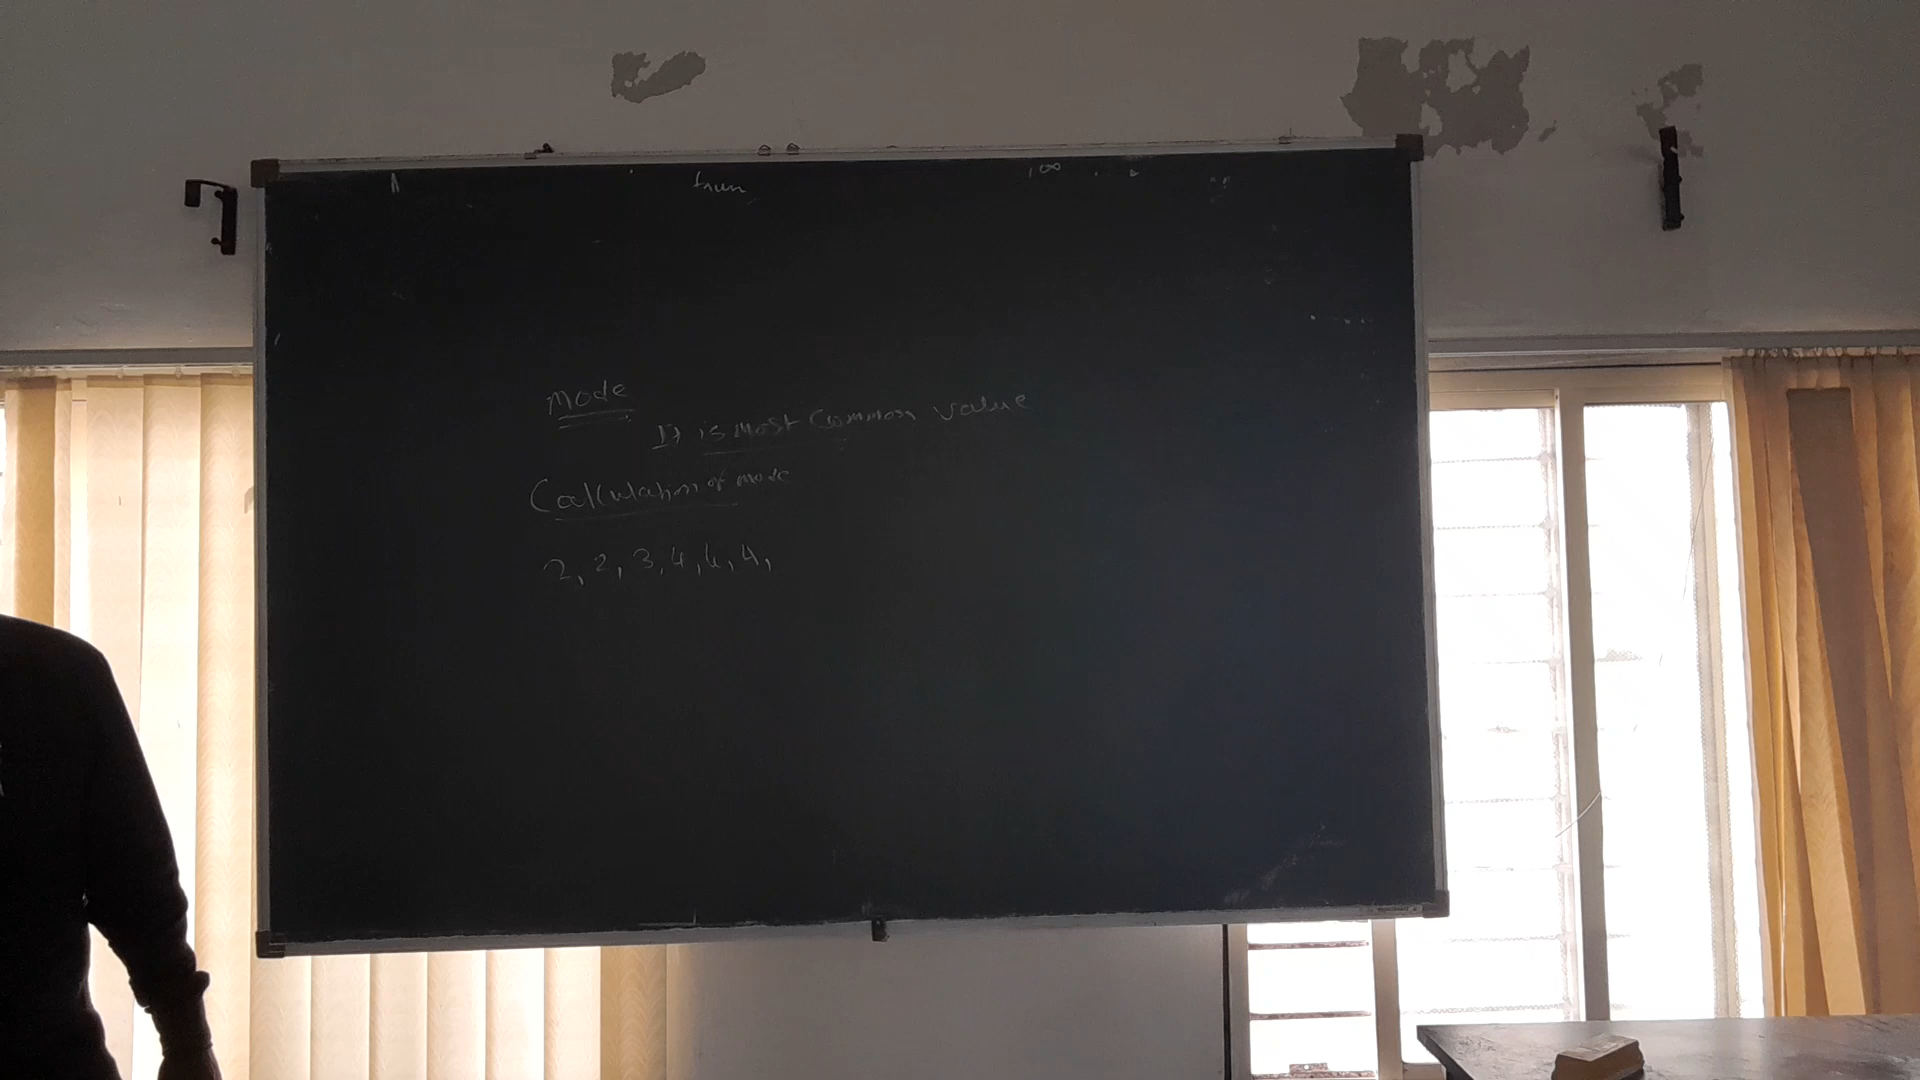 Mode
It is most common value
Calculation of mode
2, 2, 3, 4, 4, 4,